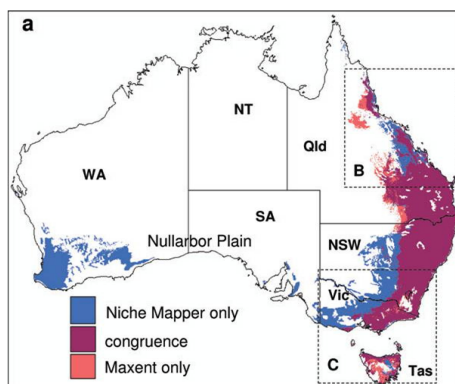 a
NT
Qld
WA
B
SA
Nullarbor Plain
NSW
Vic
Niche Mapper only
congruence
Maxent only
C
Tas